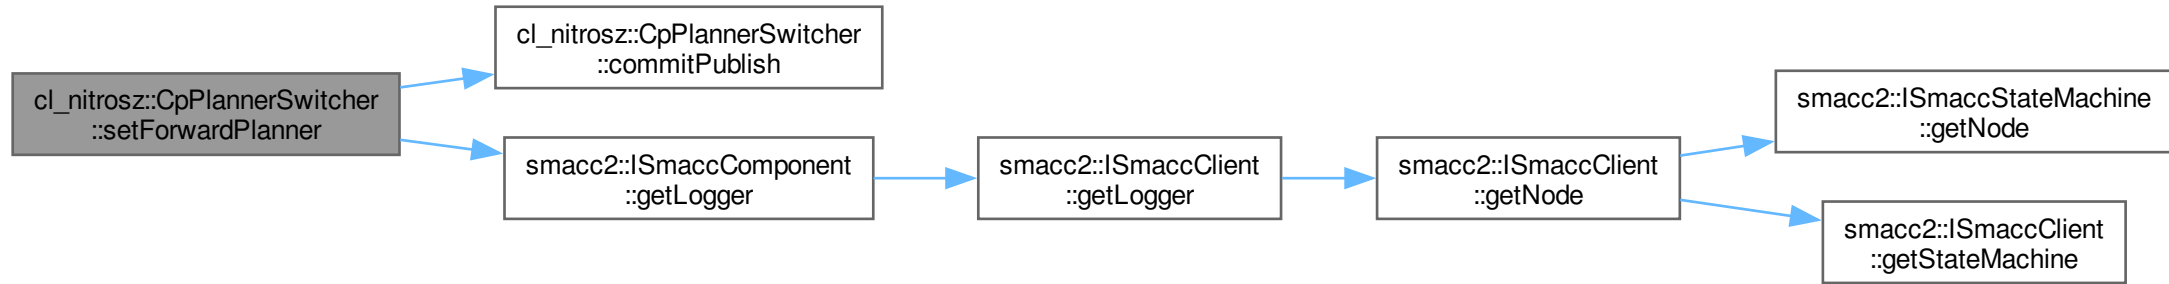 cl_nitrosz::CpPlannerSwitcher
::setForwardPlanner
cl_nitrosz::CpPlannerSwitcher
::commitPublish
smacc2::ISmaccComponent
::getLogger
smacc2::ISmaccClient
::getLogger
smacc2::ISmaccClient
::getNode
smacc2::ISmaccStateMachine
::getNode
smacc2::ISmaccClient
::getStateMachine